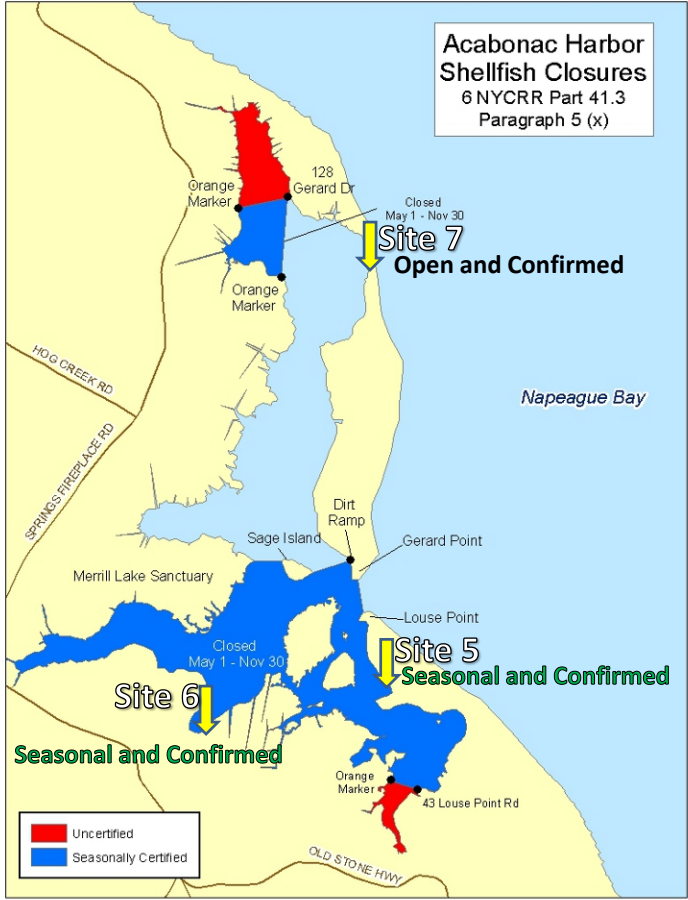 Acabonac Harbor
Shellfish Closures
6 NYCRR Part 41.3
Paragraph 5 (x)
128
Gerard Dr
Orange
Marker
Closed
May 1 - Nov 30
Site 7
Open and Confirmed
Orange
Marker
HOG CREEK RD
Napeague Bay
SPRINGS FIREPLACE RD
Dirt
Ramp
Sage Island
Gerard Point
Merrill Lake Sanctuary
Louse Point
Closed
May 1 - Nov 30
Site 5
Seasonal and Confirmed
Site 6
Seasonal and Confirmed
Orange
Marker
43 Louse Point Rd
Uncertified
Seasonally Certified
OLD STONE HWY